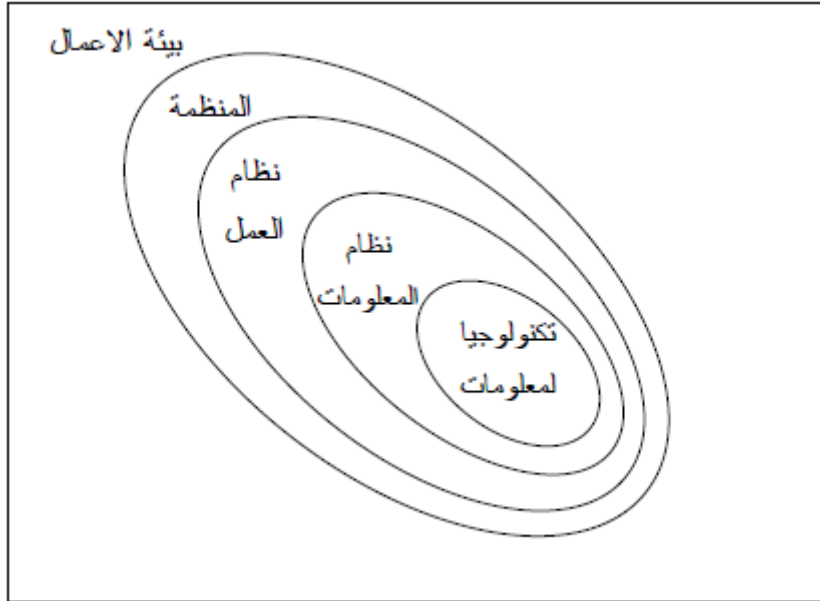 بيئة الاعمال
المنظمة
نظام
العمل
نظام
المعلومات
تكنولوجيا
لمعلومات